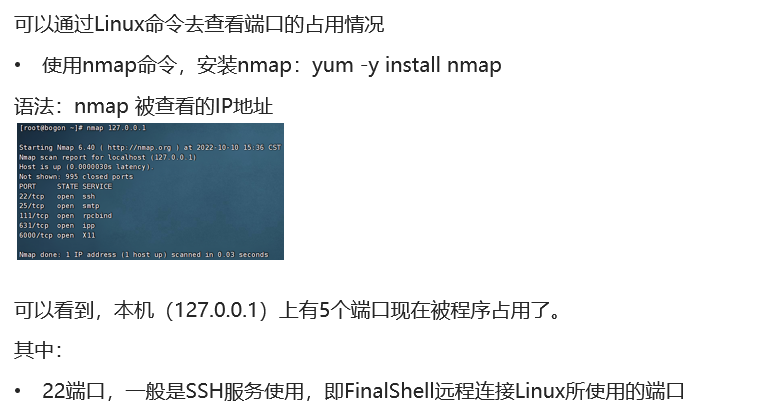 可以通过Linux命令去查看端口的占用情况
• 使用nmap命令，安装nmap：yum -y install nmap
语法：nmap 被查看的IP地址
[root@bogon ~]# nmap 127.0.0.1
Starting Nmap 6.40 ( http://nmap.org ) at 2022-10-10 15:36 CST
Nmap scan report for localhost (127.0.0.1)
Host is up (0.0000030s latency).
Not shown: 995 closed ports
PORT     STATE SERVICE
22/tcp   open  ssh
25/tcp   open  smtp
111/tcp  open  rpcbind
631/tcp  open  ipp
6000/tcp open  X11
Nmap done: 1 IP address (1 host up) scanned in 0.03 seconds
可以看到，本机（127.0.0.1）上有5个端口现在被程序占用了。
其中：
• 22端口，一般是SSH服务使用，即FinalShell远程连接Linux所使用的端口